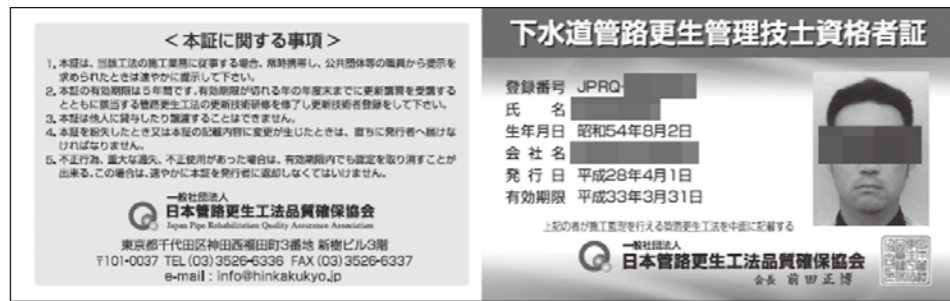 ＜本証に関する事項＞
1. 本証は、当該工法の施工業務に従事する場合、常時携帯し、公共団体等の職員から提示を
求められたときは速やかに提示して下さい。
2. 本証の有効期限は5年間です。有効期限が切れる年の年度末までに更新講習を受講する
とともに該当する管路更生工法の更新技術研修を修了し更新技術者登録をして下さい。
3. 本証は他人に貸与したり譲渡することはできません。
4. 本証を紛失したとき又は本証の記載内容に変更が生じたときは、直ちに発行者へ届けな
ければなりません。
5. 不正行為、重大な過失、不正使用があった場合は、有効期限内でも認定を取り消すことが
出来る。この場合は、速やかに本証を発行者に返却しなくてはいけません。
一般社団法人
日本管路更生工法品質確保協会
Japan Pipe Rehabilitation Quality Assurance Association
東京都千代田区神田西福田町3番地 新樹ビル3階
〒101-0037 TEL (03) 3526-6336 FAX (03) 3526-6337
e-mail : info@hinkakukyo.jp
下水道管路更生管理技士資格者証
登録番号 JPRQ-
氏 名
生年月日 昭和54年8月2日
会 社 名
発 行 日 平成28年4月1日
有効期限 平成33年3月31日
上記の者が施工監理を行える管路更生工法を中面に記載する
一般社団法人
日本管路更生工法品質確保協会
会長 前田正博